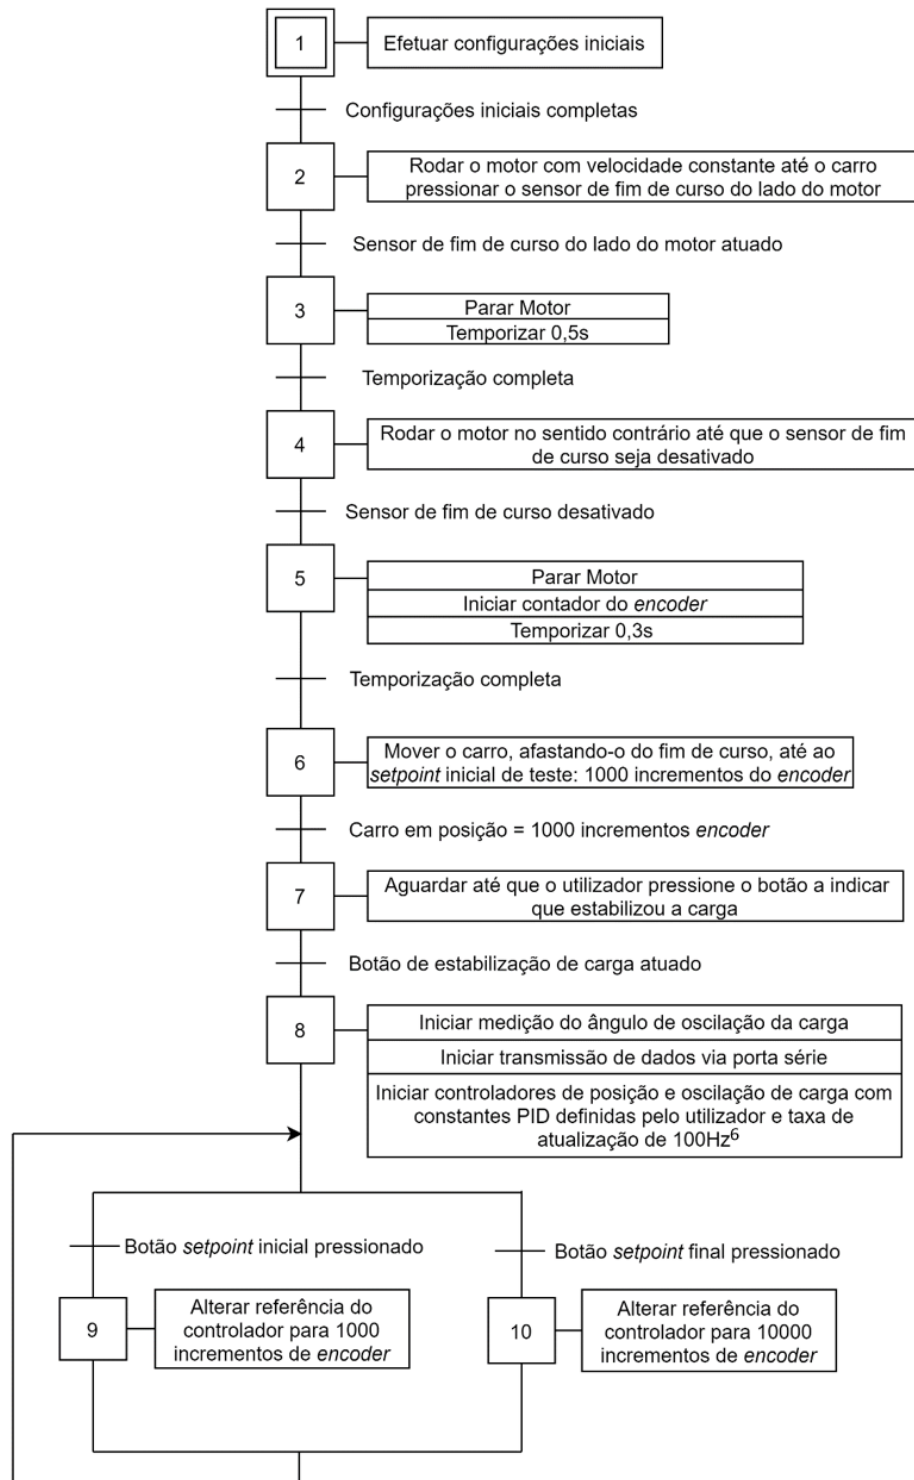 1
Efetuar configurações iniciais
Configurações iniciais completas
2
Rodar o motor com velocidade constante até o carro
pressionar o sensor de fim de curso do lado do motor
Sensor de fim de curso do lado do motor atuado
3
Parar Motor
Temporizar 0,5s
Temporização completa
4
Rodar o motor no sentido contrário até que o sensor de fim
de curso seja desativado
Sensor de fim de curso desativado
5
Parar Motor
Iniciar contador do encoder
Temporizar 0,3s
Temporização completa
6
Mover o carro, afastando-o do fim de curso, até ao
setpoint inicial de teste: 1000 incrementos do encoder
Carro em posição = 1000 incrementos encoder
7
Aguardar até que o utilizador pressione o botão a indicar
que estabilizou a carga
Botão de estabilização de carga atuado
8
Iniciar medição do ângulo de oscilação da carga
Iniciar transmissão de dados via porta série
Iniciar controladores de posição e oscilação de carga com
constantes PID definidas pelo utilizador e taxa de
atualização de 100Hz⁶
Botão setpoint inicial pressionado
9
Alterar referência do
controlador para 1000
incrementos de encoder
Botão setpoint final pressionado
10
Alterar referência do
controlador para 10000
incrementos de encoder